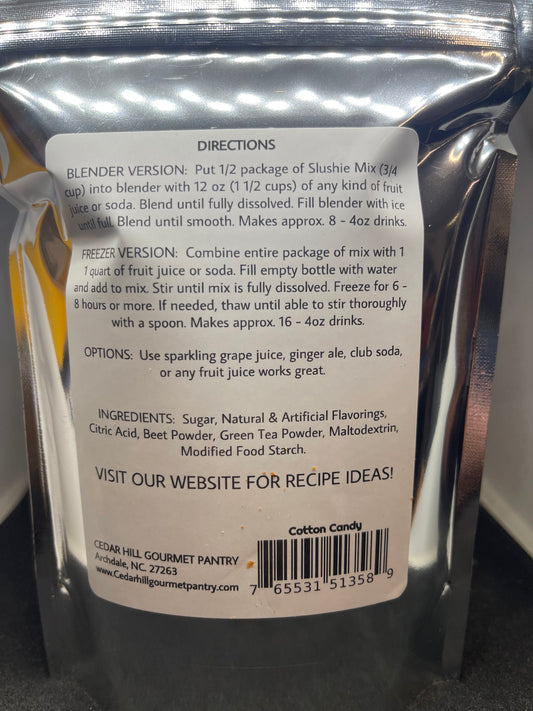 DIRECTIONS
BLENDER VERSION: Put 1/2 package of Slushie Mix (3/4
cup) into blender with 12 oz (1 1/2 cups) of any kind of fruit
juice or soda. Blend until fully dissolved. Fill blender with ice
until full. Blend until smooth. Makes approx. 8 - 4oz drinks.
FREEZER VERSION: Combine entire package of mix with 1
1 quart of fruit juice or soda. Fill empty bottle with water
and add to mix. Stir until mix is fully dissolved. Freeze for 6 -
8 hours or more. If needed, thaw until able to stir thoroughly
with a spoon. Makes approx. 16 - 4oz drinks.
OPTIONS: Use sparkling grape juice, ginger ale, club soda,
or any fruit juice works great.
INGREDIENTS: Sugar, Natural & Artificial Flavorings,
Citric Acid, Beet Powder, Green Tea Powder, Maltodextrin,
Modified Food Starch.
VISIT OUR WEBSITE FOR RECIPE IDEAS!
CEDAR HILL GOURMET PANTRY
Archdale, NC. 27263
www.Cedarhillgourmetpantry.com
Cotton Candy
7 65531 51358 9